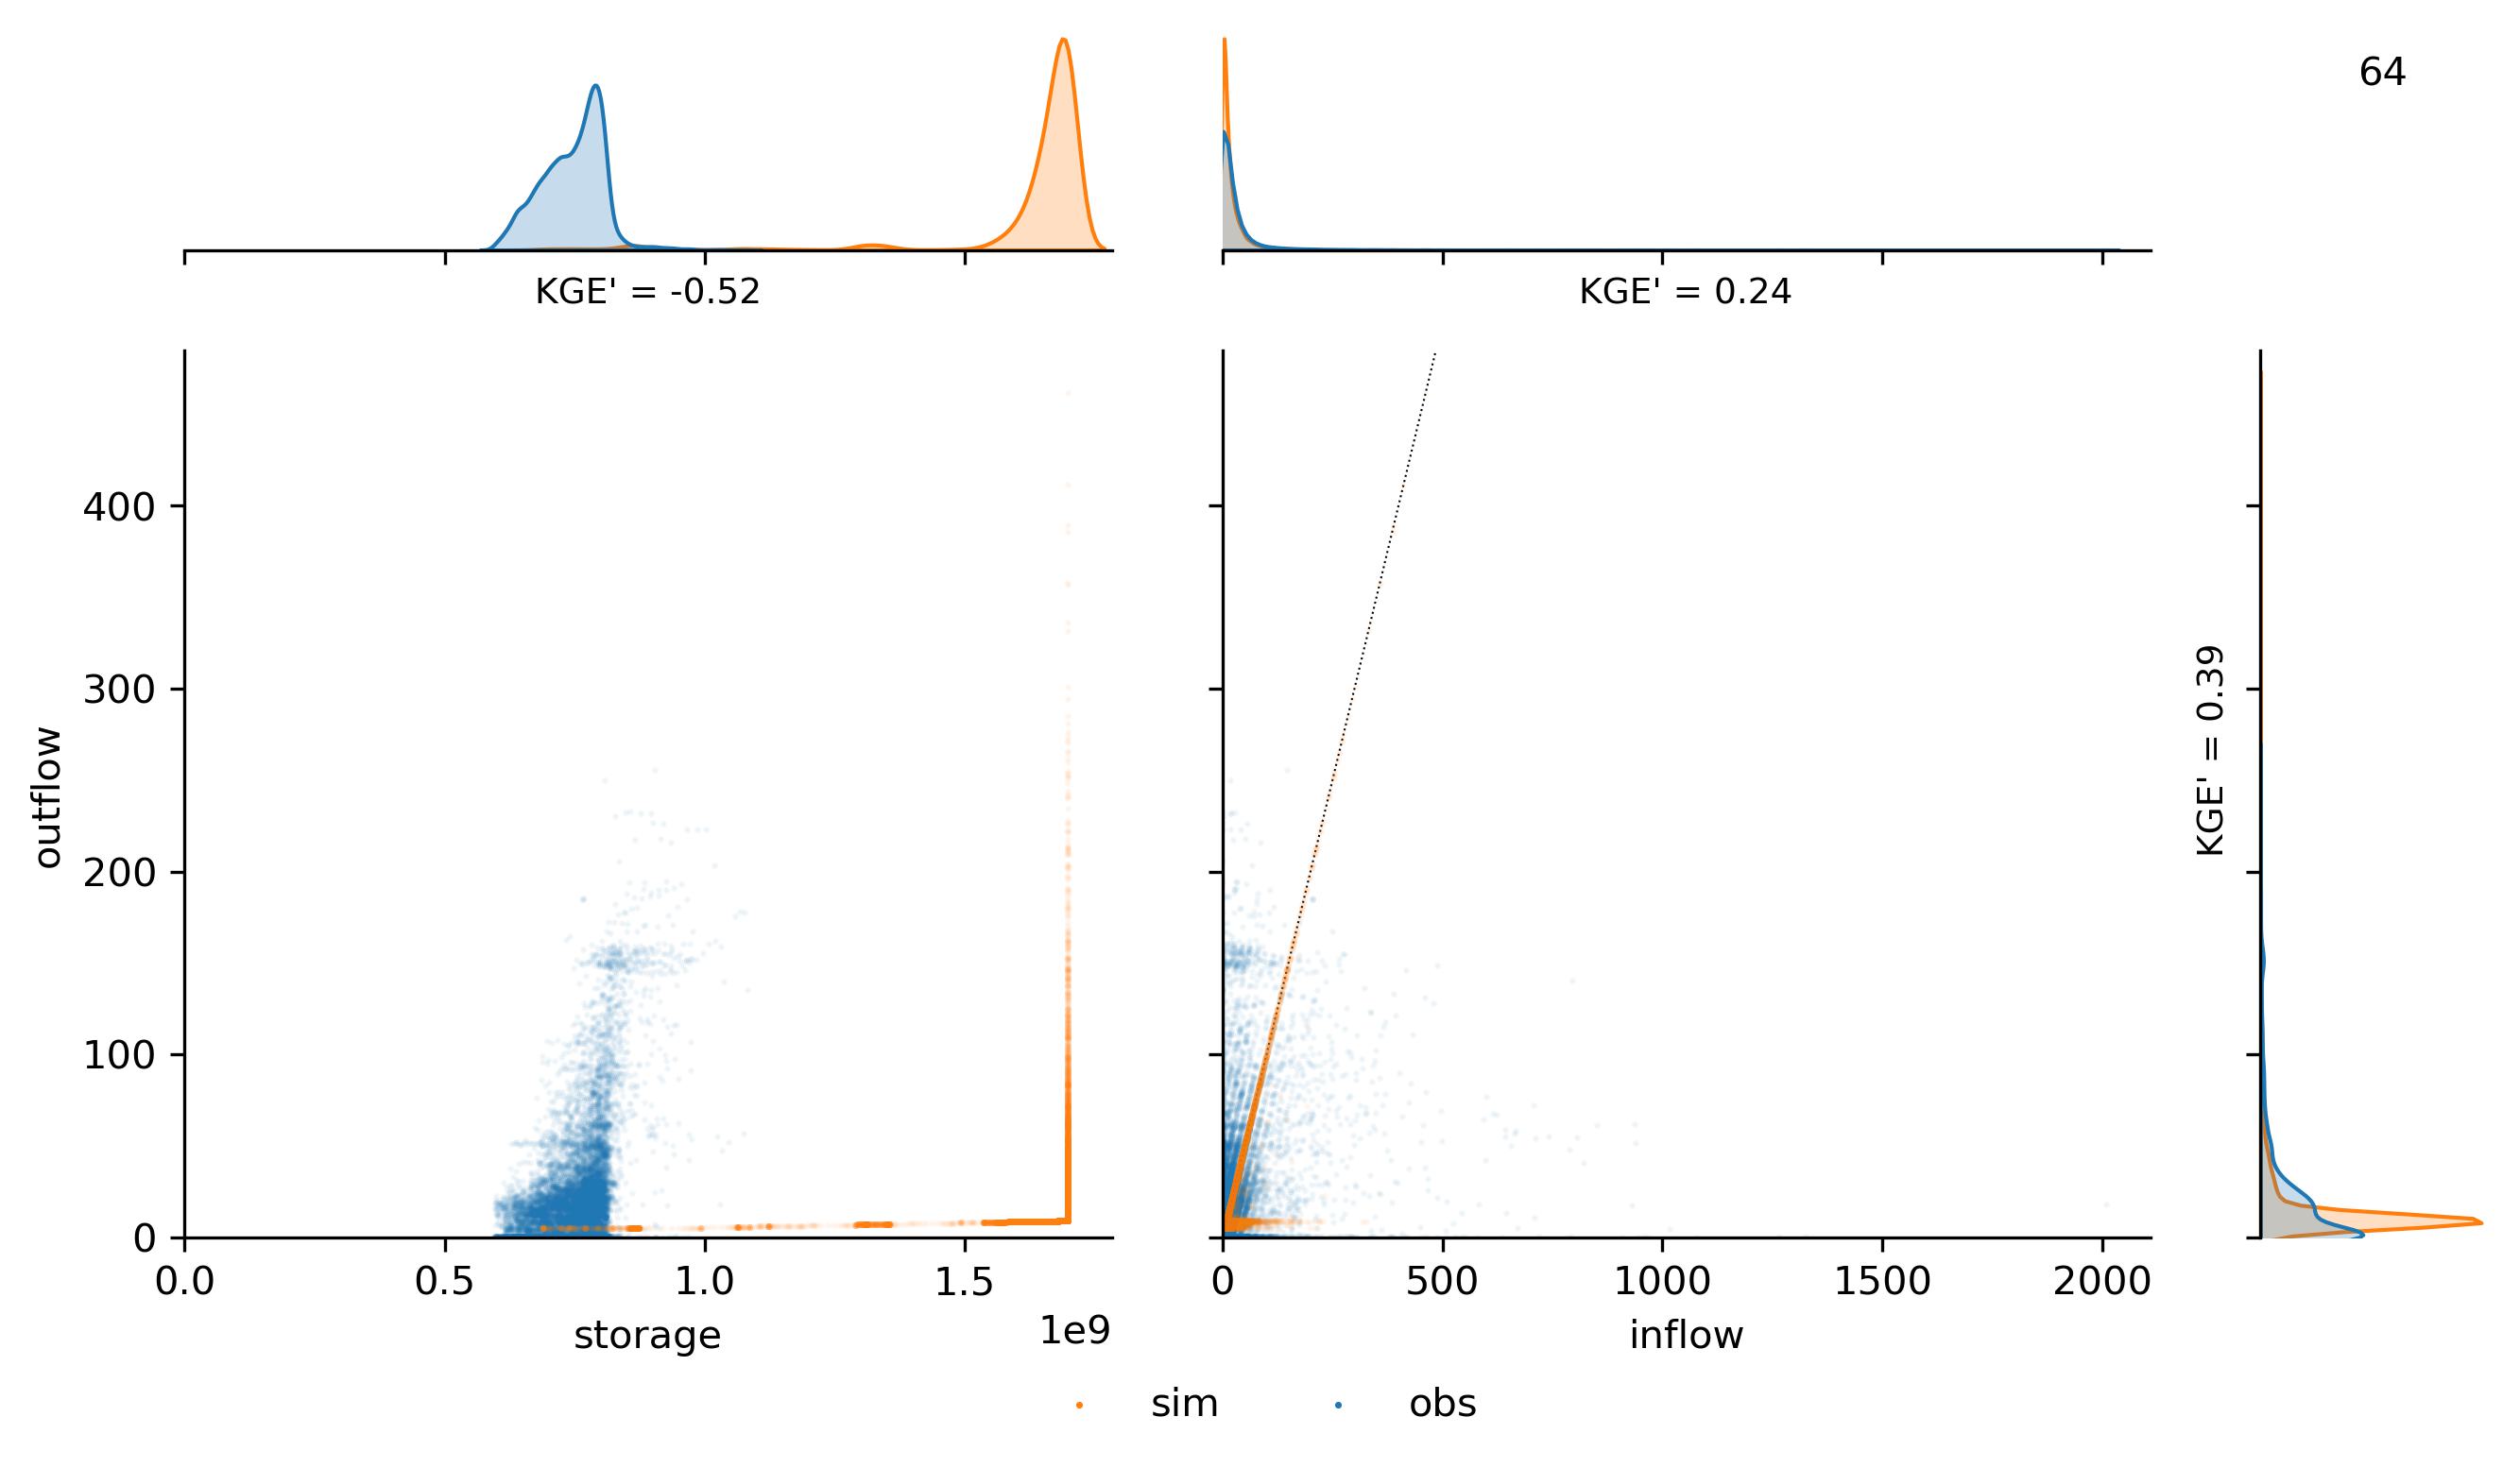 64
KGE' = -0.52
KGE' = 0.24
outflow
400
300
200
100
0
KGE' = 0.39
0.0 0.5 1.0 1.5
1e9
storage
0 500 1000 1500 2000
inflow
sim obs